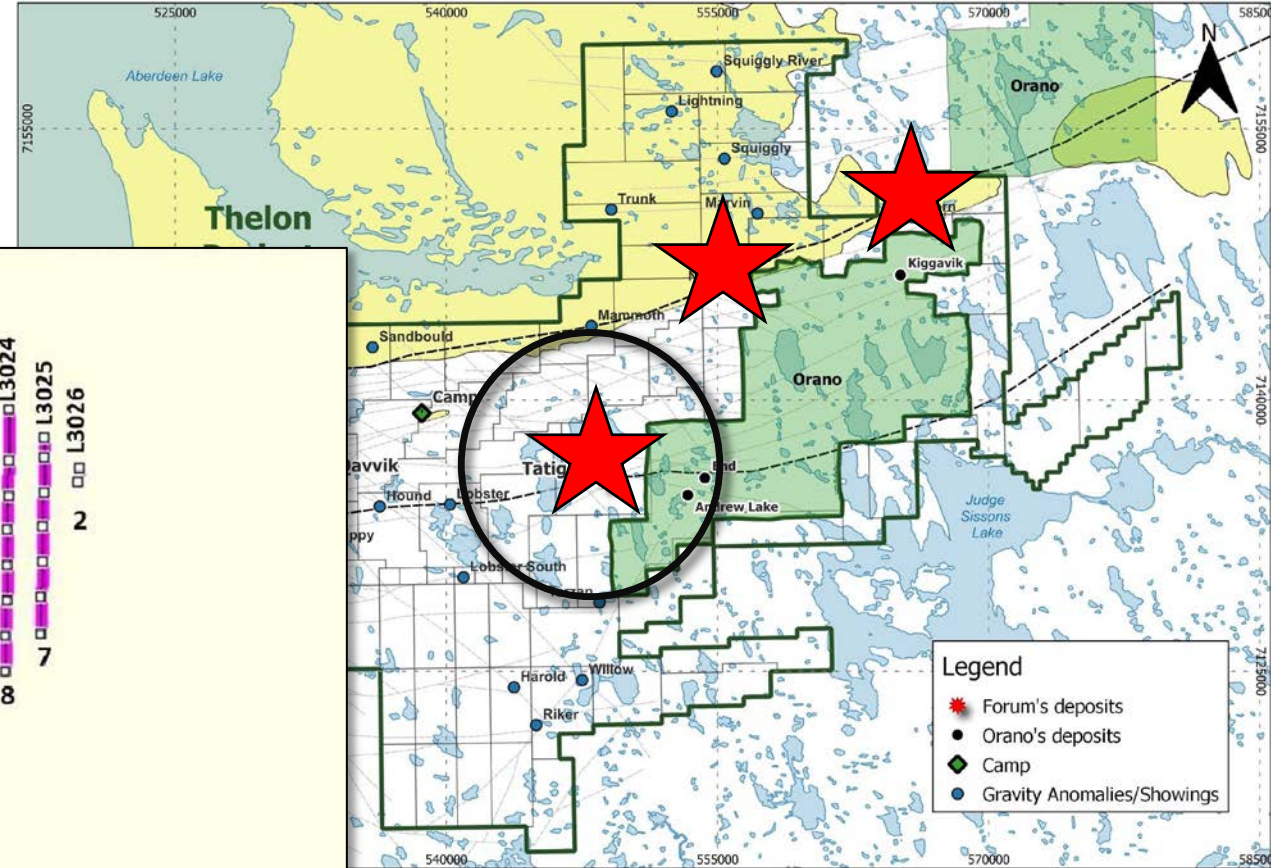 525000
540000
555000
570000
58500
7155000
7155000
7140000
7125000
540000
555000
570000
58500
N
Aberdeen Lake
Squiggly River
Lightning
Squiggly
Trunk
Marvin
Orano
Thelon
Kiggavik
Mammoth
Sandbould
Camp
Orano
Hound
Lobster
End
Andrew Lake
Judge
Sissons
Lake
Lobster South
Harold
Willow
Riker
L3024
L3025
L3026
2
7
8
Legend
Forum's deposits
Orano's deposits
Camp
Gravity Anomalies/Showings